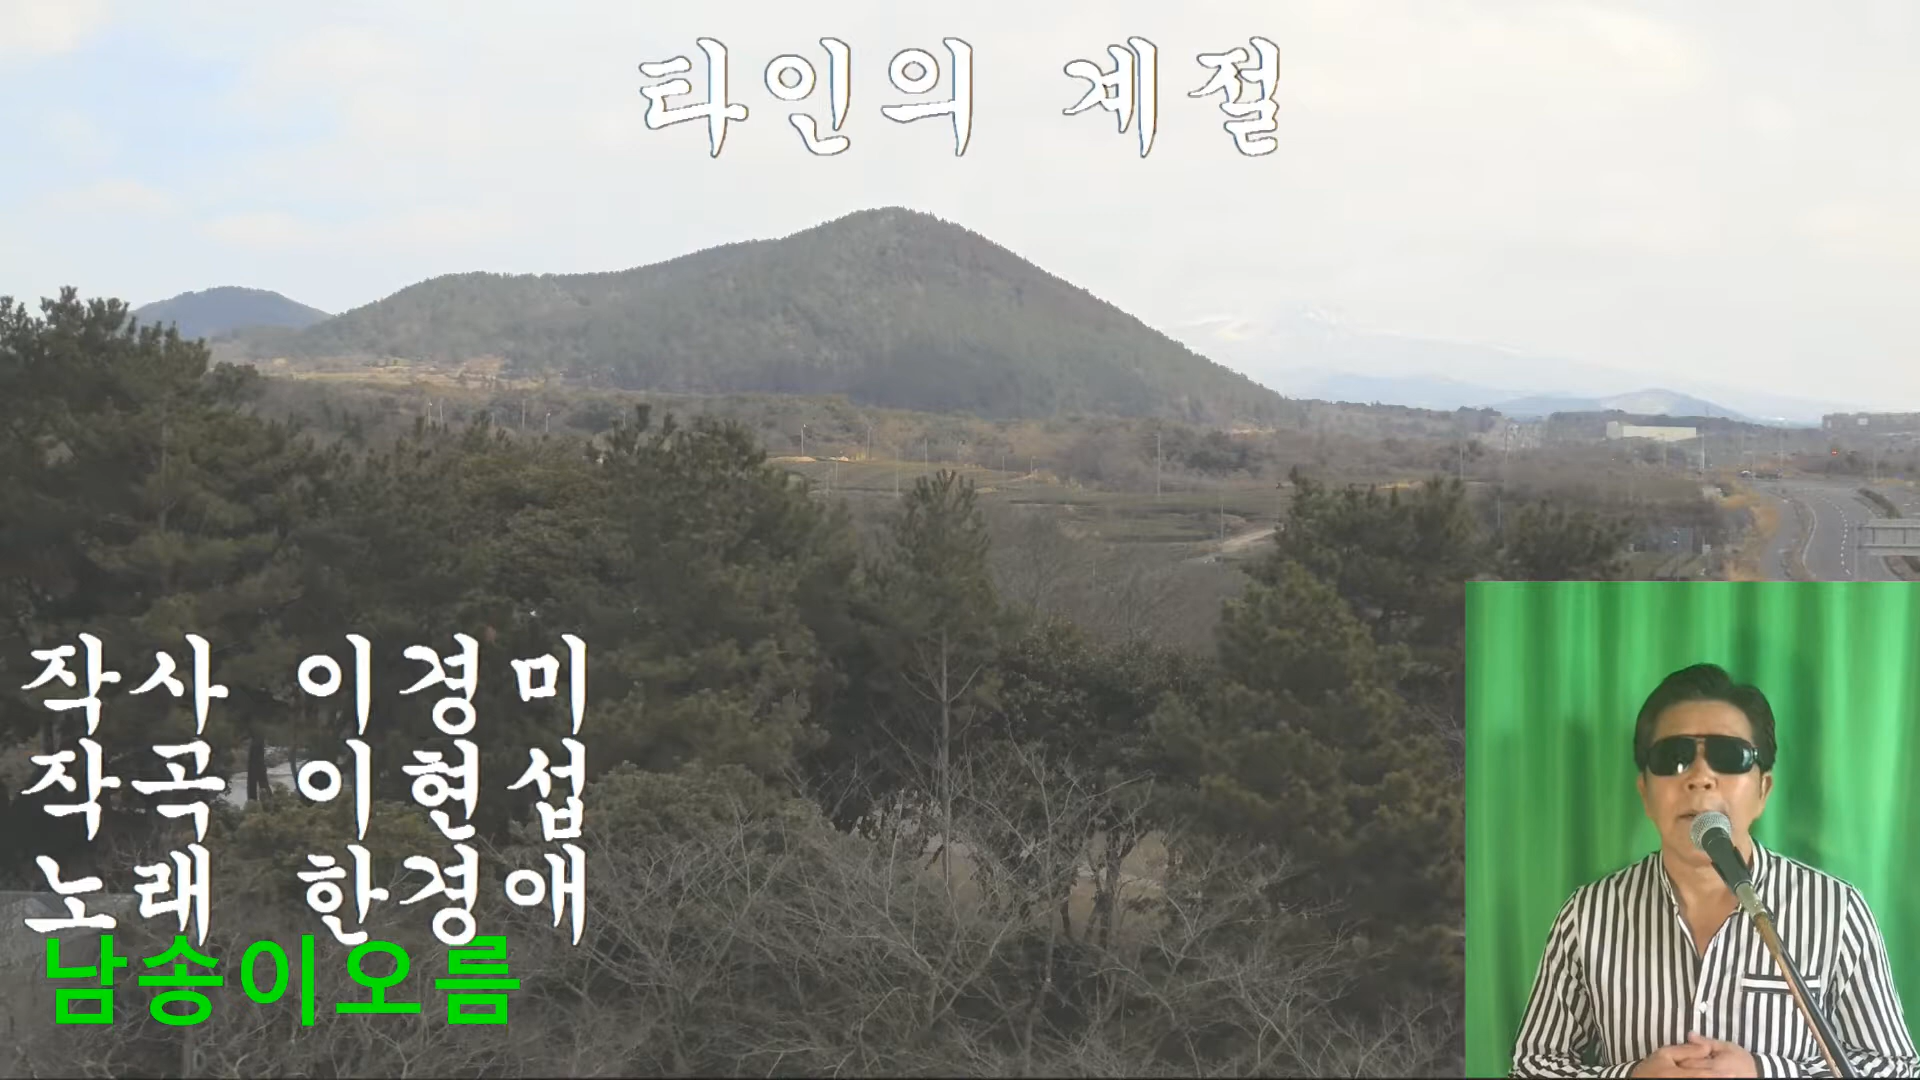 타인의 계절
작사 이경미
작곡 이현섭
노래 한경애
남송이오름